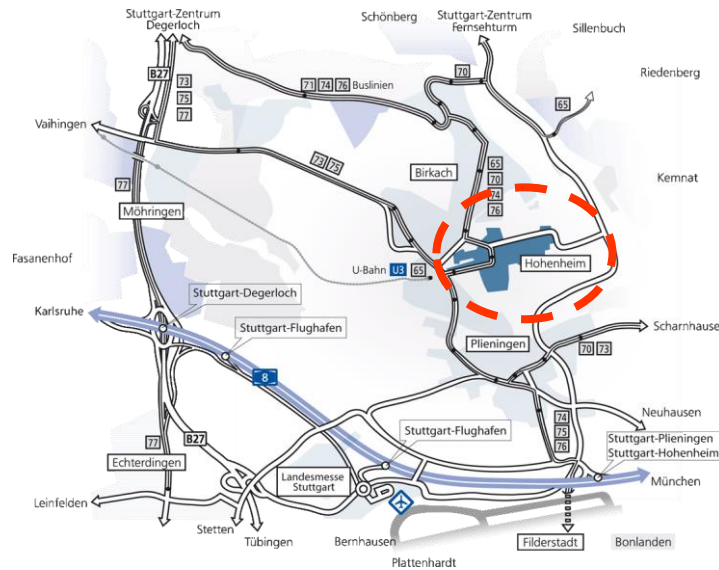 Stuttgart-Zentrum
Degerloch
Schönberg
Stuttgart-Zentrum
Fernsehturm
Sillenbuch
B27
73
75
77
71 74 76 Buslinien
70
Riedenberg
65
Vaihingen
73 75
Birkach
65
70
74
76
Kemnat
77
Möhringen
Fasanenhof
U-Bahn U3 65
Hohenheim
Karlsruhe
Stuttgart-Degerloch
Stuttgart-Flughafen
Plieningen
Scharnhause
70 73
8
74
75
76
Neuhausen
77
B27
Stuttgart-Flughafen
Stuttgart-Plieningen
Stuttgart-Hohenheim
Echterdingen
Landesmesse
Stuttgart
München
Leinfelden
Stetten
Tübingen
Bernhausen
Plattenhardt
Filderstadt
Bonlanden